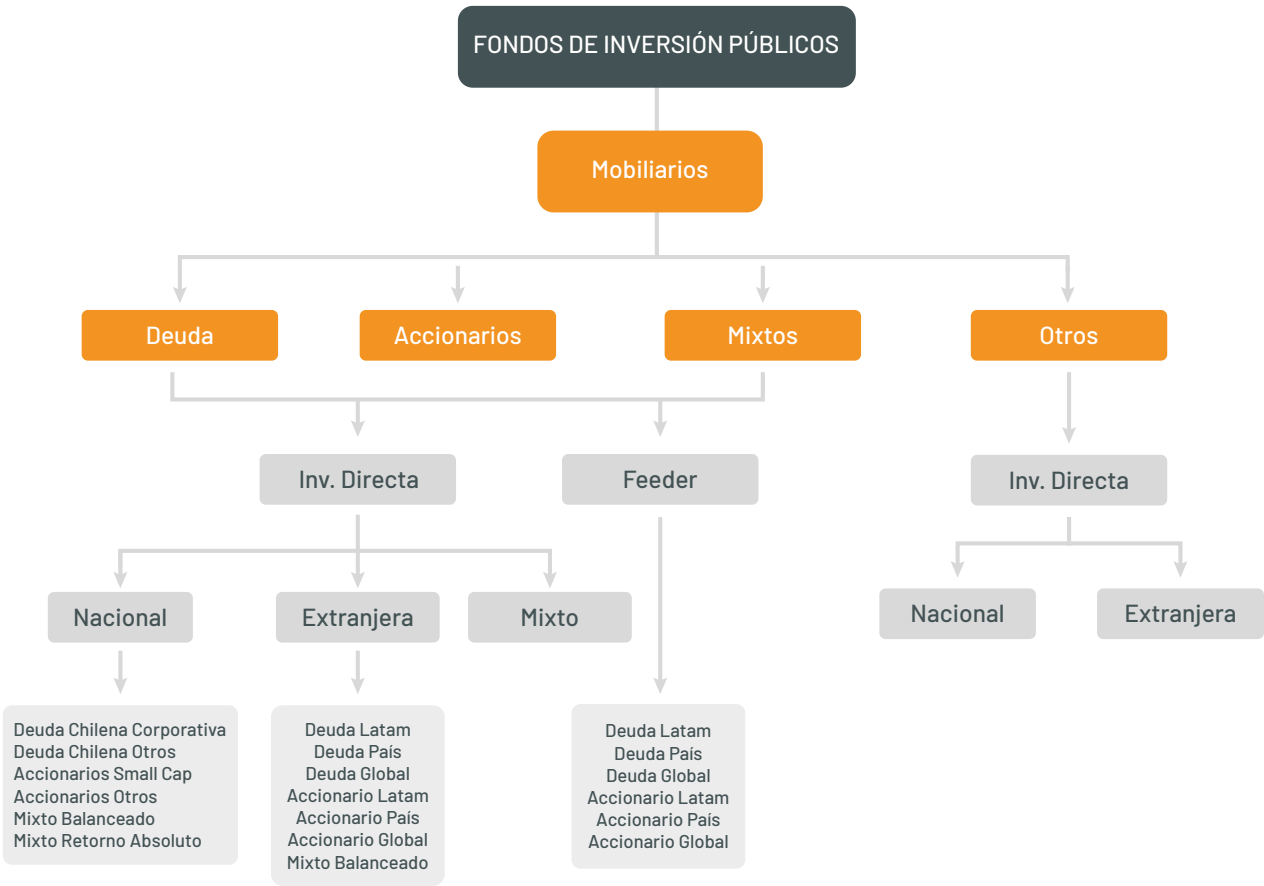 FONDOS DE INVERSIÓN PÚBLICOS
Mobiliarios
Deuda
Accionarios
Mixtos
Otros
Inv. Directa
Feeder
Inv. Directa
Nacional
Extranjera
Mixto
Nacional
Extranjera
Deuda Chilena Corporativa
Deuda Chilena Otros
Accionarios Small Cap
Accionarios Otros
Mixto Balanceado
Mixto Retorno Absoluto
Deuda Latam
Deuda País
Deuda Global
Accionario Latam
Accionario País
Accionario Global
Mixto Balanceado
Deuda Latam
Deuda País
Deuda Global
Accionario Latam
Accionario País
Accionario Global